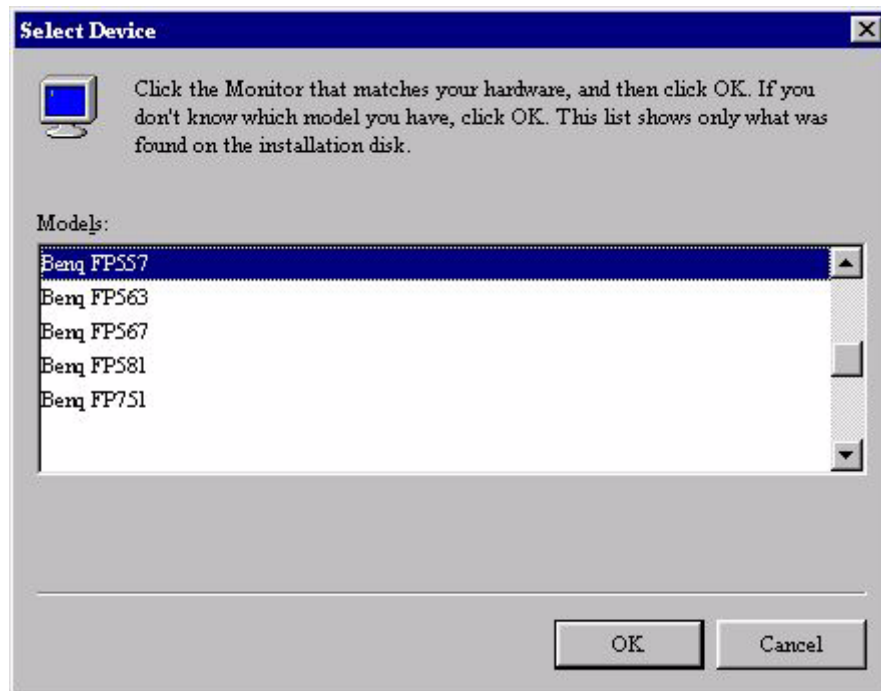 Select Device
Click the Monitor that matches your hardware, and then click OK. If you
don't know which model you have, click OK. This list shows only what was
found on the installation disk.
Models:
Benq FP557
Benq FP563
Benq FP567
Benq FP581
Benq FP751
OK
Cancel